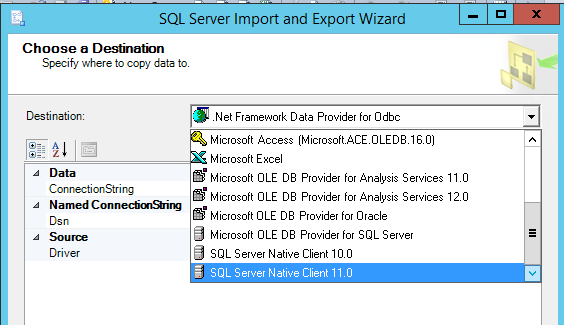 SQL Server Import and Export Wizard
Choose a Destination
Specify where to copy data to.
Destination:
.Net Framework Data Provider for Odbc
Microsoft Access (Microsoft.ACE.OLEDB.16.0)
Microsoft Excel
Microsoft OLE DB Provider for Analysis Services 11.0
Microsoft OLE DB Provider for Analysis Services 12.0
Microsoft OLE DB Provider for Oracle
Microsoft OLE DB Provider for SQL Server
SQL Server Native Client 10.0
SQL Server Native Client 11.0
Data
ConnectionString
Named ConnectionString
Dsn
Source
Driver